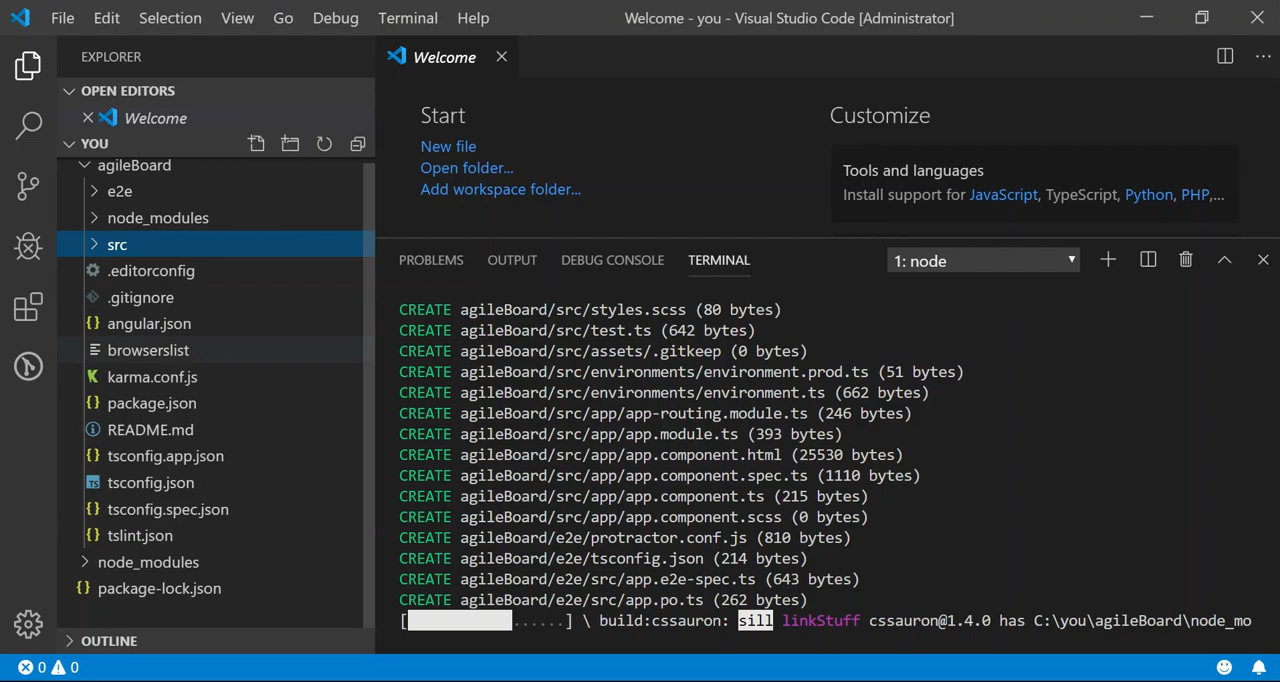 File Edit Selection View Go Debug Terminal Help Welcome - you - Visual Studio Code [Administrator]
EXPLORER
OPEN EDITORS
Welcome
YOU
agileBoard
e2e
node_modules
src
.editorconfig
.gitignore
angular.json
browserslist
karma.conf.js
package.json
README.md
tsconfig.app.json
TS tsconfig.json
tsconfig.spec.json
tslint.json
node_modules
package-lock.json
OUTLINE
Welcome
Start
New file
Open folder...
Add workspace folder...
Customize
Tools and languages
Install support for JavaScript, TypeScript, Python, PHP,...
PROBLEMS OUTPUT DEBUG CONSOLE TERMINAL 1: node
CREATE agileBoard/src/styles.scss (80 bytes)
CREATE agileBoard/src/test.ts (642 bytes)
CREATE agileBoard/src/assets/.gitkeep (0 bytes)
CREATE agileBoard/src/environments/environment.prod.ts (51 bytes)
CREATE agileBoard/src/environments/environment.ts (662 bytes)
CREATE agileBoard/src/app/app-routing.module.ts (246 bytes)
CREATE agileBoard/src/app/app.module.ts (393 bytes)
CREATE agileBoard/src/app/app.component.html (25530 bytes)
CREATE agileBoard/src/app/app.component.spec.ts (1110 bytes)
CREATE agileBoard/src/app/app.component.ts (215 bytes)
CREATE agileBoard/src/app/app.component.scss (0 bytes)
CREATE agileBoard/e2e/protractor.conf.js (810 bytes)
CREATE agileBoard/e2e/tsconfig.json (214 bytes)
CREATE agileBoard/e2e/src/app.e2e-spec.ts (643 bytes)
CREATE agileBoard/e2e/src/app.po.ts (262 bytes)
[ ......] \ build:cssauron: sill linkStuff cssauron@1.4.0 has C:\you\agileBoard\node_mo
0 0